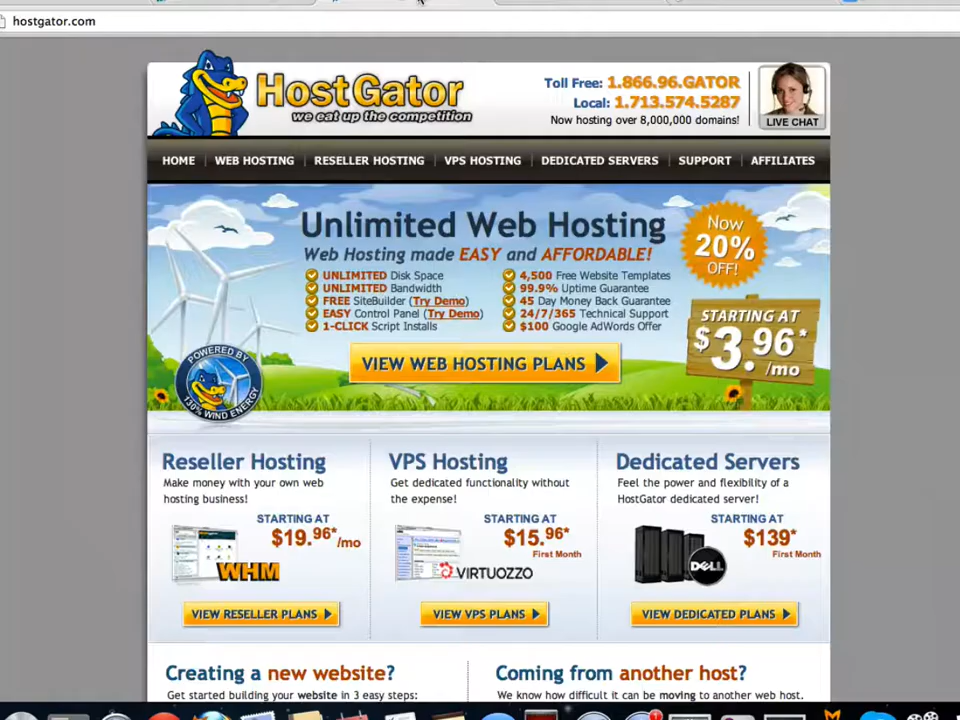 hostgator.com
HostGator
we eat up the competition
Toll Free: 1.866.96.GATOR
Local: 1.713.574.5287
Now hosting over 8,000,000 domains!
LIVE CHAT
HOME WEB HOSTING RESELLER HOSTING VPS HOSTING DEDICATED SERVERS SUPPORT AFFILIATES
Unlimited Web Hosting
Web Hosting made EASY and AFFORDABLE!
UNLIMITED Disk Space
UNLIMITED Bandwidth
FREE SiteBuilder (Try Demo)
EASY Control Panel (Try Demo)
1-CLICK Script Installs
4,500 Free Website Templates
99.9% Uptime Guarantee
45 Day Money Back Guarantee
24/7/365 Technical Support
$100 Google AdWords Offer
Now
20%
OFF!
STARTING AT
$3.96*
/mo
VIEW WEB HOSTING PLANS
POWERED BY
130% WIND ENERGY
Reseller Hosting
Make money with your own web
hosting business!
STARTING AT
$19.96*/mo
WHM
VIEW RESELLER PLANS
VPS Hosting
Get dedicated functionality without
the expense!
STARTING AT
$15.96*
First Month
VIRTUOZZO
VIEW VPS PLANS
Dedicated Servers
Feel the power and flexibility of a
HostGator dedicated server!
STARTING AT
$139*
First Month
DELL
VIEW DEDICATED PLANS
Creating a new website?
Get started building your website in 3 easy steps:
Coming from another host?
We know how difficult it can be moving to another web host.